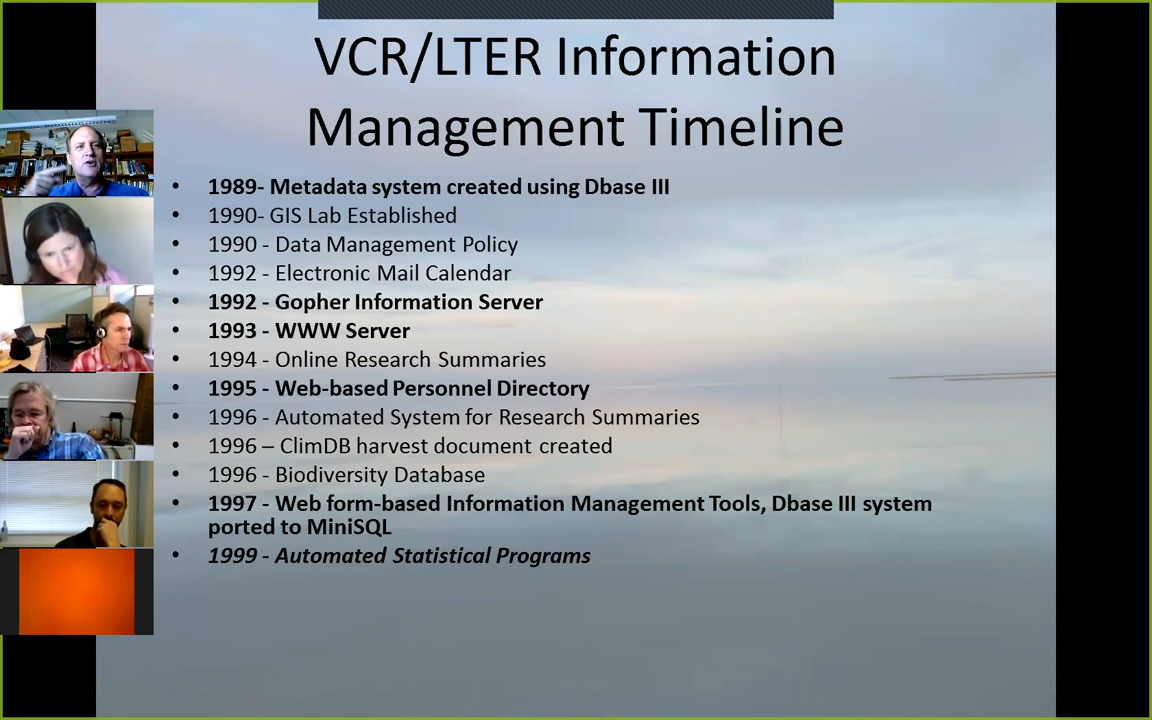 VCR/LTER Information
Management Timeline
• 1989- Metadata system created using Dbase III
• 1990- GIS Lab Established
• 1990 - Data Management Policy
• 1992 - Electronic Mail Calendar
• 1992 - Gopher Information Server
• 1993 - WWW Server
• 1994 - Online Research Summaries
• 1995 - Web-based Personnel Directory
• 1996 - Automated System for Research Summaries
• 1996 – ClimDB harvest document created
• 1996 - Biodiversity Database
• 1997 - Web form-based Information Management Tools, Dbase III system
ported to MiniSQL
• 1999 - Automated Statistical Programs